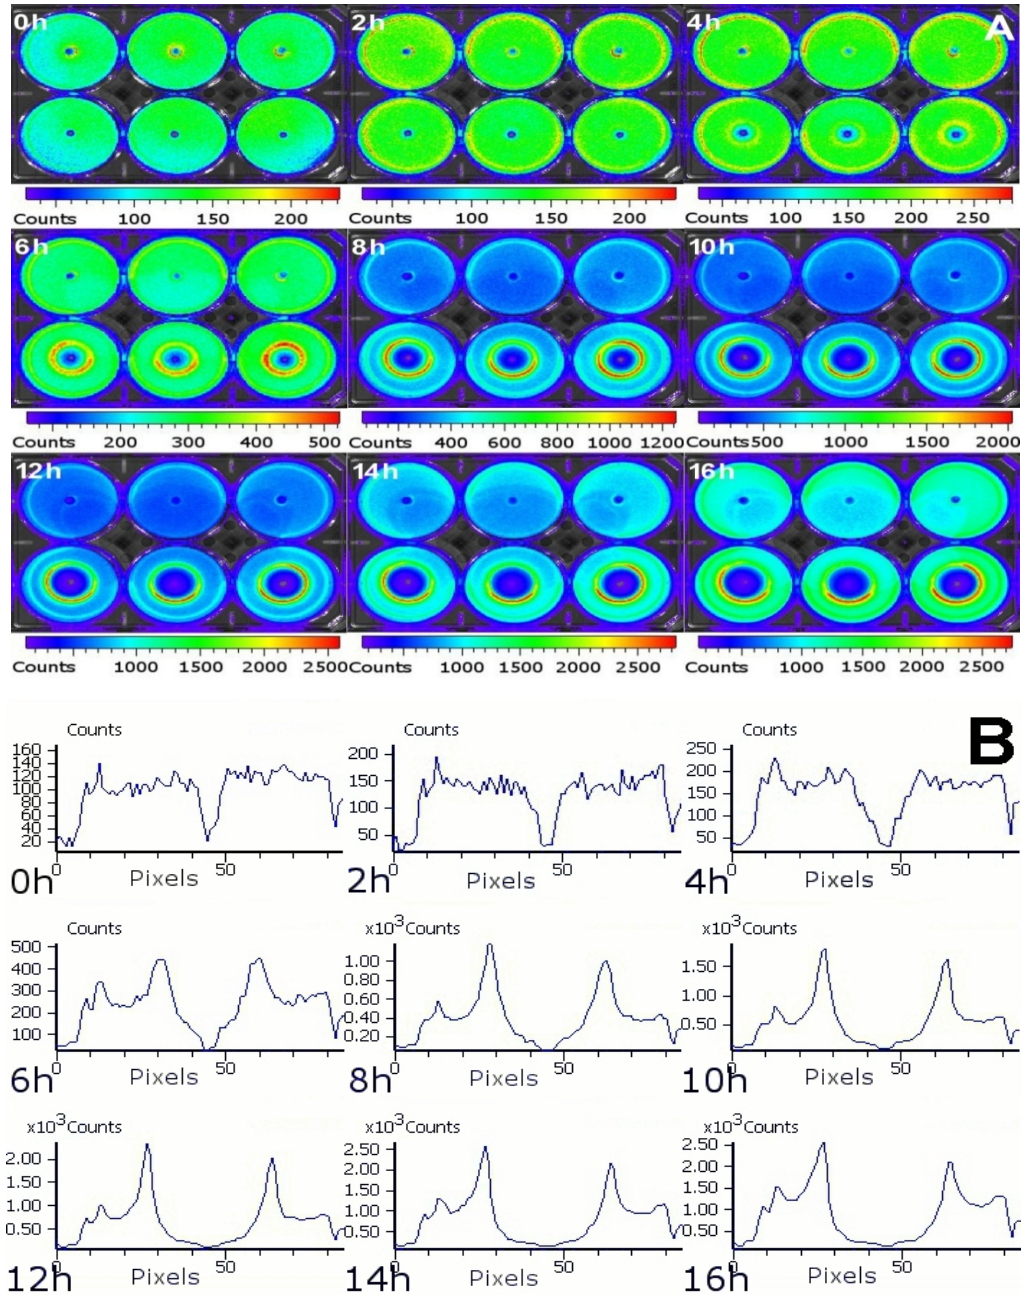 0h 2h 4h A
Counts 100 150 200
Counts 100 150 200
Counts 100 150 200 250
6h 8h 10h
Counts 200 300 400 500
Counts 400 600 800 1000 1200
Counts 500 1000 1500 2000
12h 14h 16h
Counts 1000 1500 2000 2500
Counts 1000 1500 2000 2500
Counts 1000 1500 2000 2500
B
Counts
160
140
120
100
80
60
40
20
0 50
0h Pixels
Counts
200
150
100
50
0 50
2h Pixels
Counts
250
200
150
100
50
0 50
4h Pixels
Counts
500
400
300
200
100
0 50
6h Pixels
x10³Counts
1.00
0.80
0.60
0.40
0.20
0 50
8h Pixels
x10³Counts
1.50
1.00
0.50
0 50
10h Pixels
x10³Counts
2.00
1.50
1.00
0.50
0 50
12h Pixels
x10³Counts
2.50
2.00
1.50
1.00
0.50
0 50
14h Pixels
x10³Counts
2.50
2.00
1.50
1.00
0.50
0 50
16h Pixels